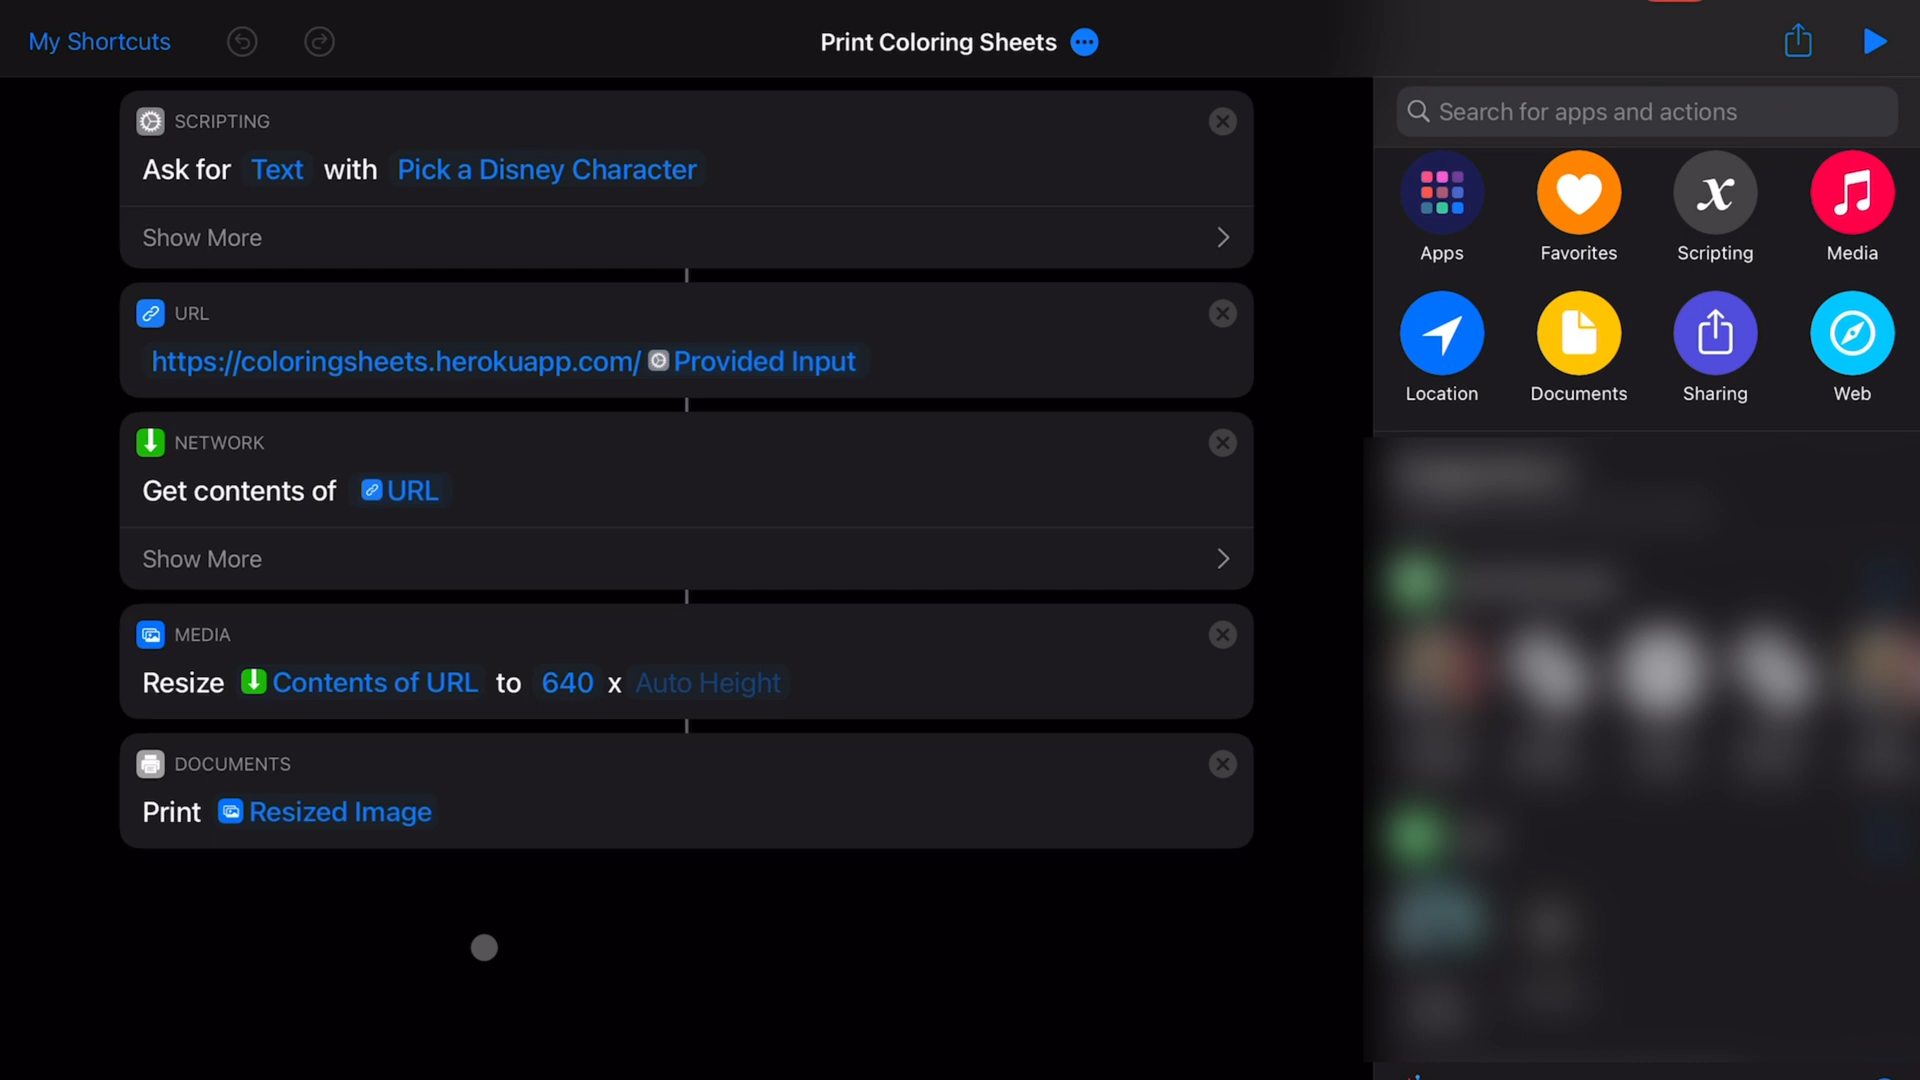 My Shortcuts
Print Coloring Sheets
SCRIPTING
Ask for Text with Pick a Disney Character
Show More
URL
https://coloringsheets.herokuapp.com/ Provided Input
NETWORK
Get contents of URL
Show More
MEDIA
Resize Contents of URL to 640 x Auto Height
DOCUMENTS
Print Resized Image
Search for apps and actions
Apps Favorites Scripting Media
Location Documents Sharing Web